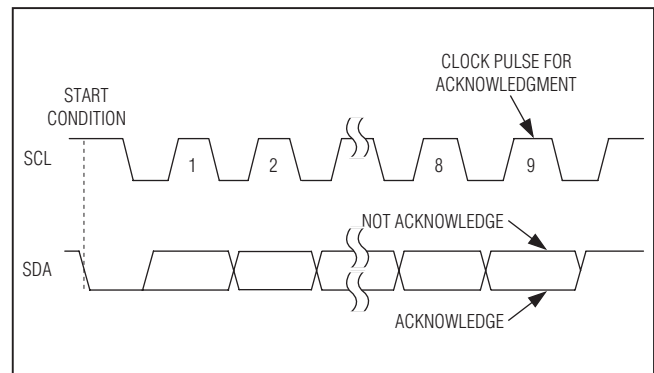 CLOCK PULSE FOR
ACKNOWLEDGMENT
START
CONDITION
SCL
1
2
8
9
NOT ACKNOWLEDGE
SDA
ACKNOWLEDGE